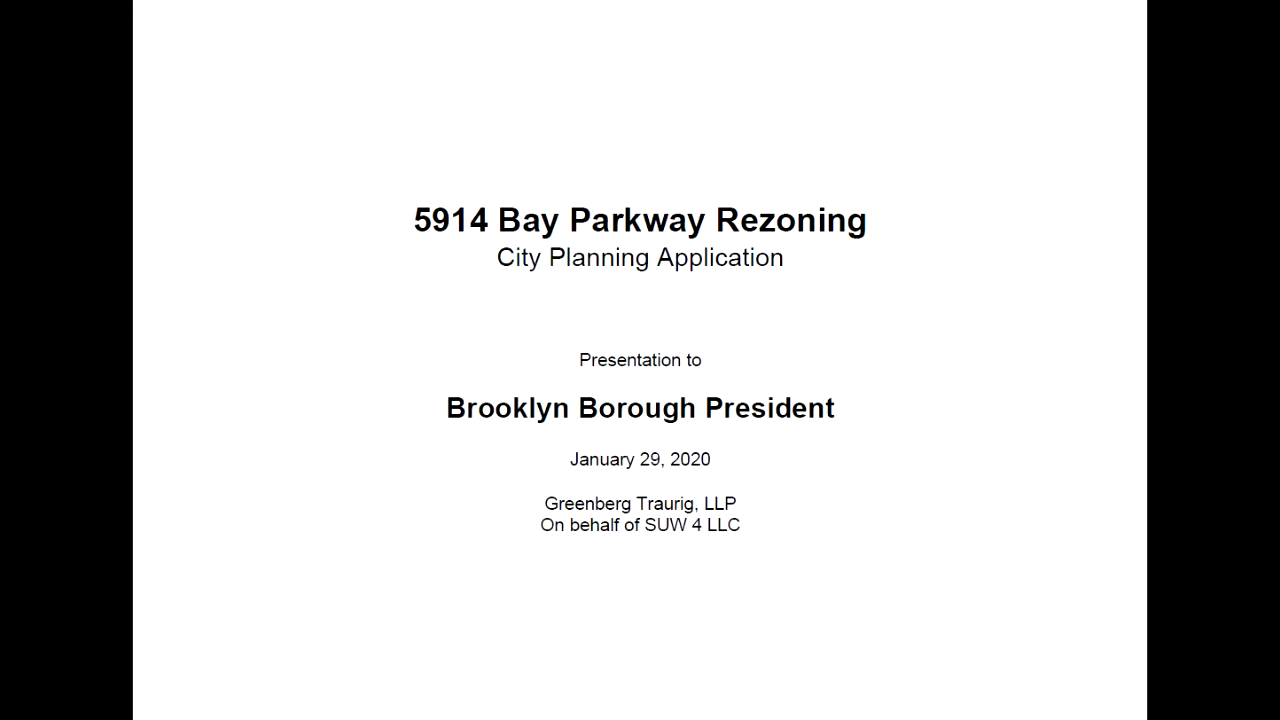 5914 Bay Parkway Rezoning
City Planning Application
Presentation to
Brooklyn Borough President
January 29, 2020
Greenberg Traurig, LLP
On behalf of SUW 4 LLC